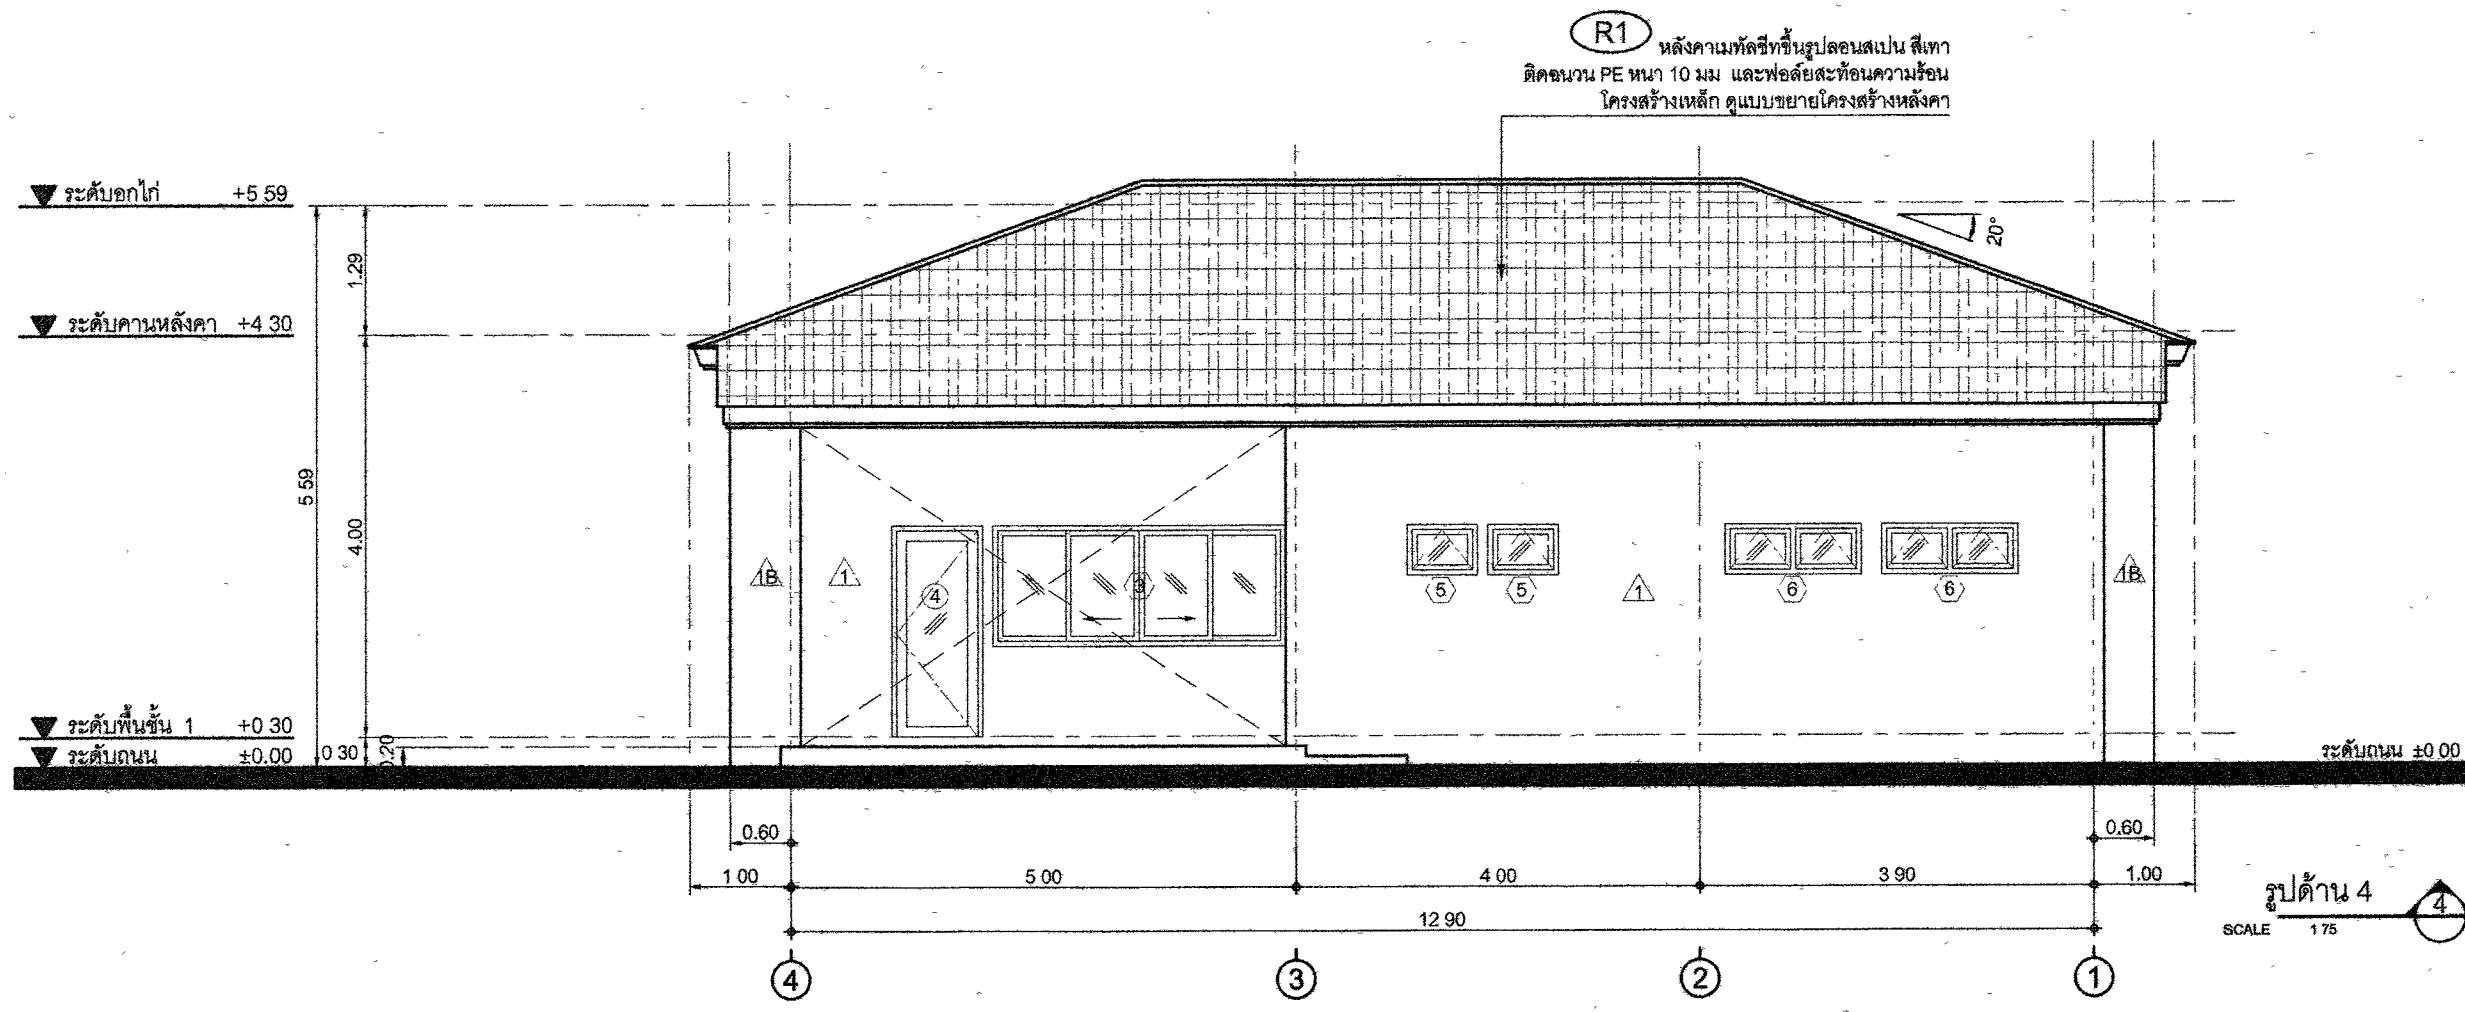 R1
หลังคาเมทัลชีทขึ้นรูปลอนสเปน สีเทา
ติดฉนวน PE หนา 10 มม และฟอล์ยสะท้อนความร้อน
โครงสร้างเหล็ก ดูแบบขยายโครงสร้างหลังคา
ระดับอกไก่ +5 59
20°
1.29
ระดับคานหลังคา +4 30
5 59
4.00
1B
1
4
3
5
5
1
6
6
1B
ระดับพื้นชั้น 1 +0 30
ระดับถนน ±0.00
0 30
0.20
ระดับถนน ±0 00
0.60
0.60
1 00
5 00
4 00
3 90
1.00
12 90
รูปด้าน 4
4
SCALE 1 75
4
3
2
1